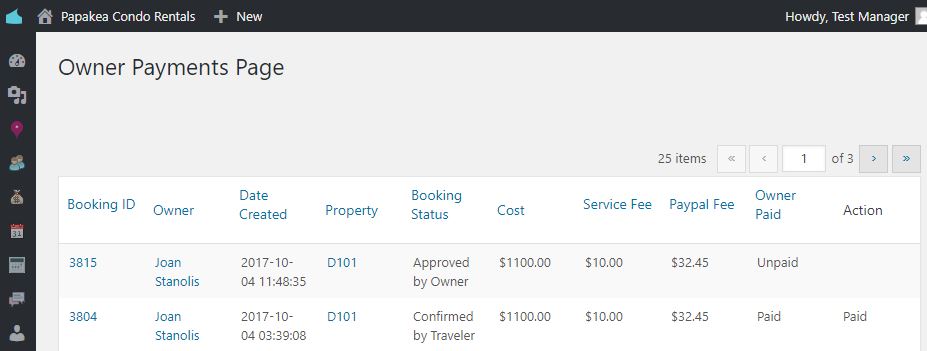 Papakea Condo Rentals + New Howdy, Test Manager
Owner Payments Page
25 items « ‹ 1 of 3 › »
Booking ID Owner Date Created Property Booking Status Cost Service Fee Paypal Fee Owner Paid Action
3815 Joan Stanolis 2017-10-04 11:48:35 D101 Approved by Owner $1100.00 $10.00 $32.45 Unpaid
3804 Joan Stanolis 2017-10-04 03:39:08 D101 Confirmed by Traveler $1100.00 $10.00 $32.45 Paid Paid
31